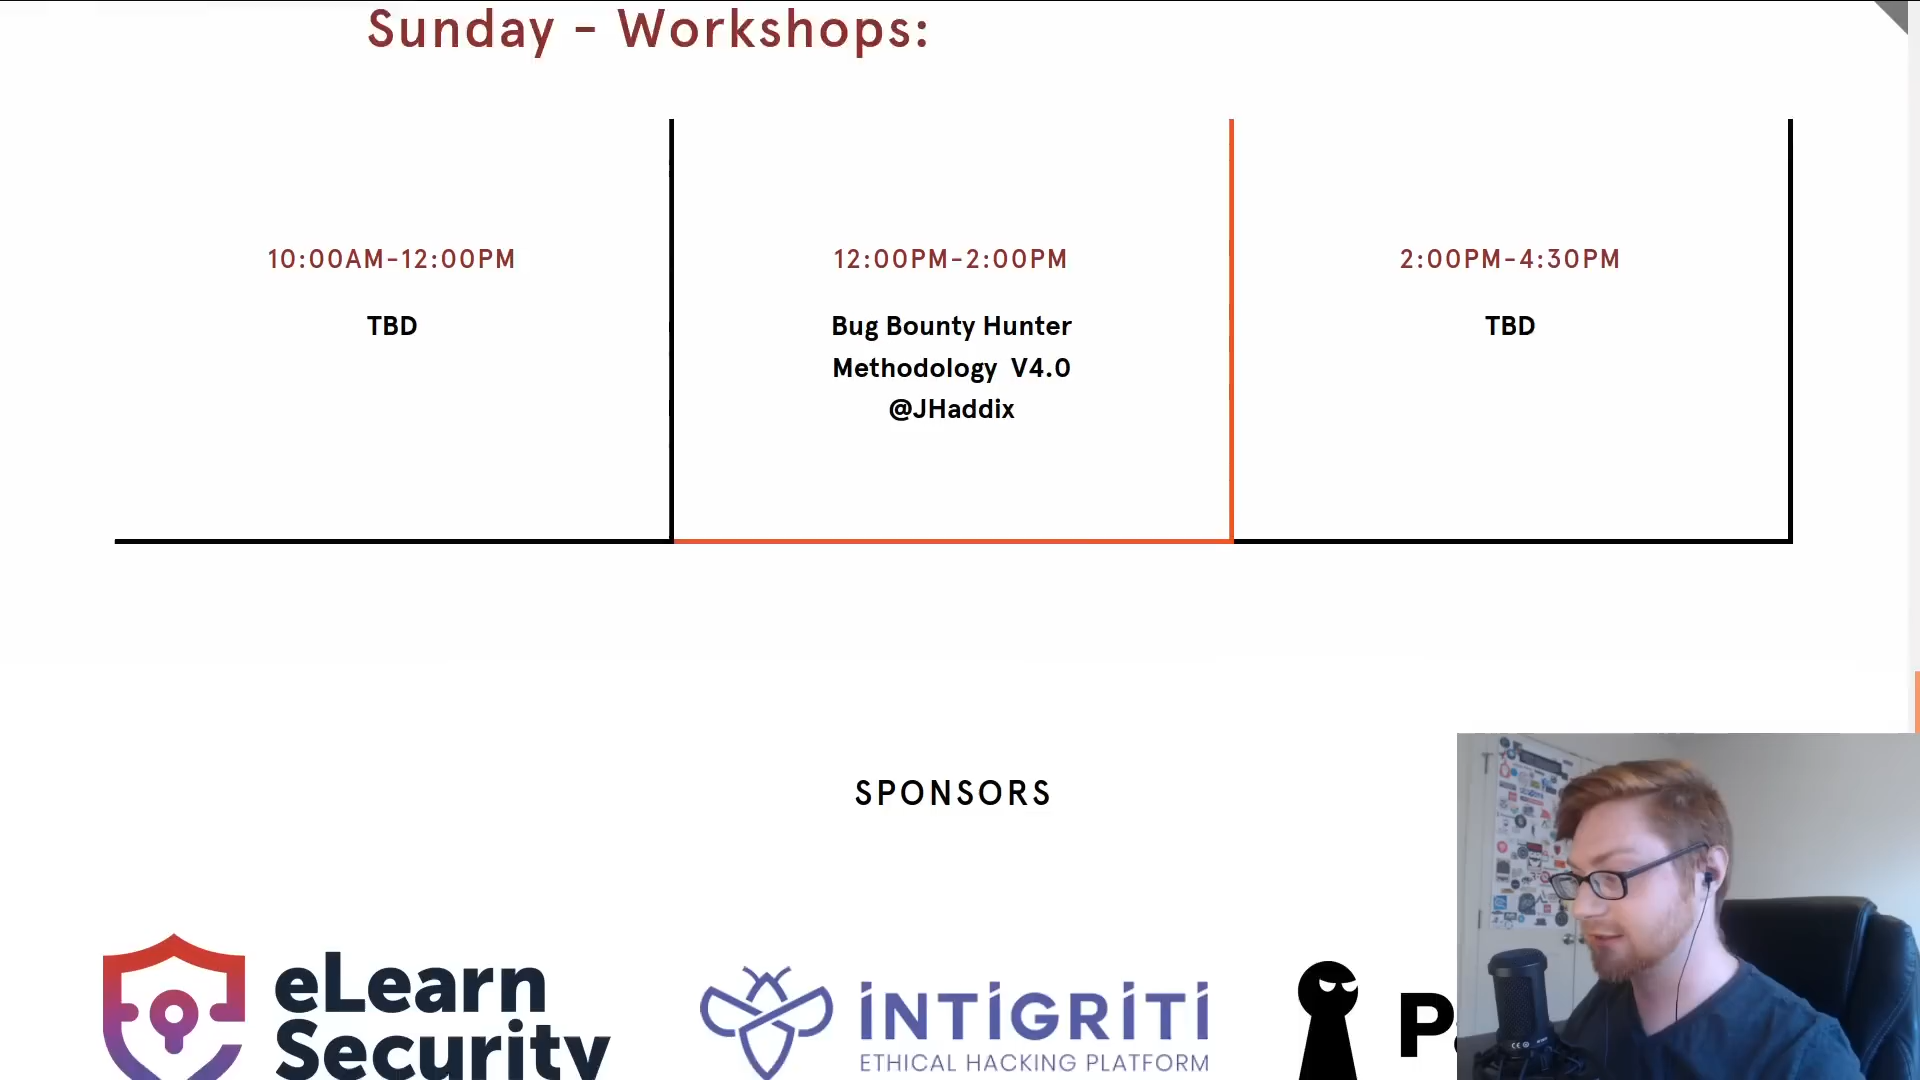 Sunday - Workshops:
10:00AM-12:00PM
TBD
12:00PM-2:00PM
Bug Bounty Hunter
Methodology V4.0
@JHaddix
2:00PM-4:30PM
TBD
SPONSORS
eLearn
Security
INTIGRITI
ETHICAL HACKING PLATFORM